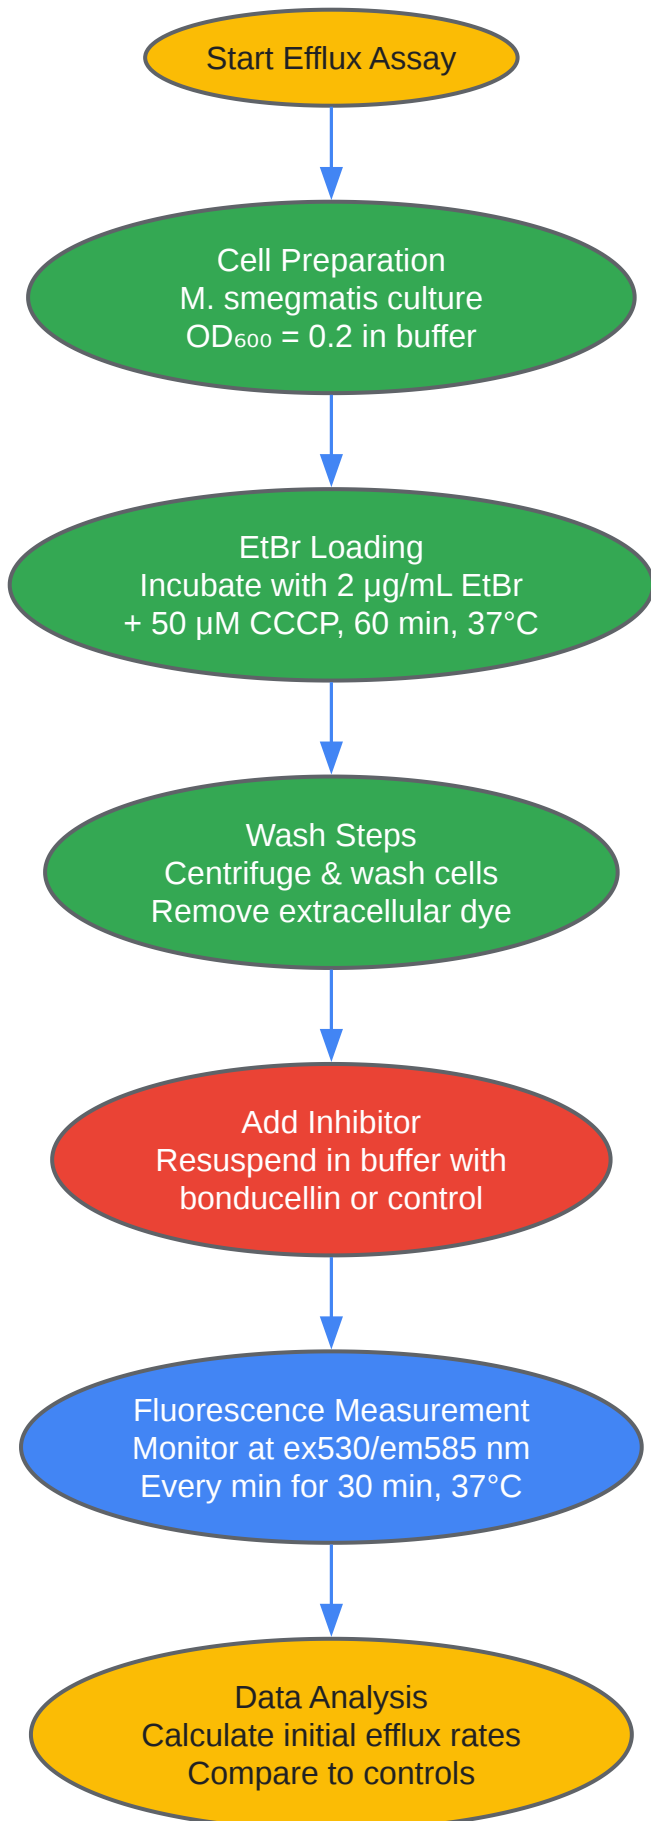 Start Efflux Assay
Cell Preparation
M. smegmatis culture
OD₆₀₀ = 0.2 in buffer
EtBr Loading
Incubate with 2 μg/mL EtBr
+ 50 μM CCCP, 60 min, 37°C
Wash Steps
Centrifuge & wash cells
Remove extracellular dye
Add Inhibitor
Resuspend in buffer with
bonducellin or control
Fluorescence Measurement
Monitor at ex530/em585 nm
Every min for 30 min, 37°C
Data Analysis
Calculate initial efflux rates
Compare to controls